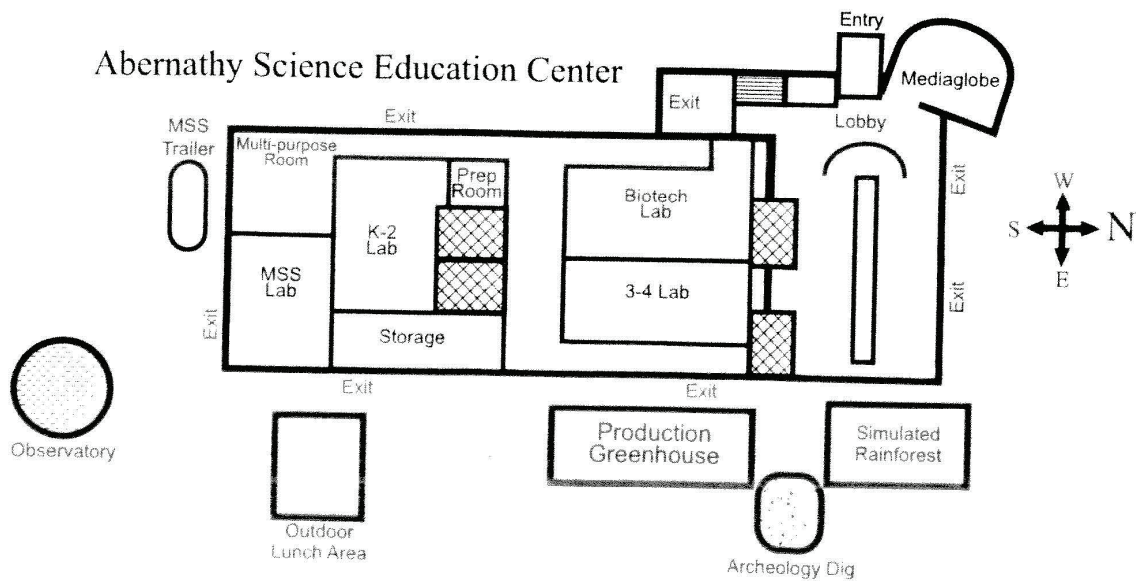 Abernathy Science Education Center
Entry
Mediaglobe
Exit
Lobby
Exit
MSS
Trailer
Multi-purpose
Room
Prep
Room
Biotech
Lab
Exit
W
S
N
E
K-2
Lab
MSS
Lab
3-4 Lab
Exit
Exit
Storage
Exit
Exit
Observatory
Production
Greenhouse
Simulated
Rainforest
Outdoor
Lunch Area
Archeology Dig